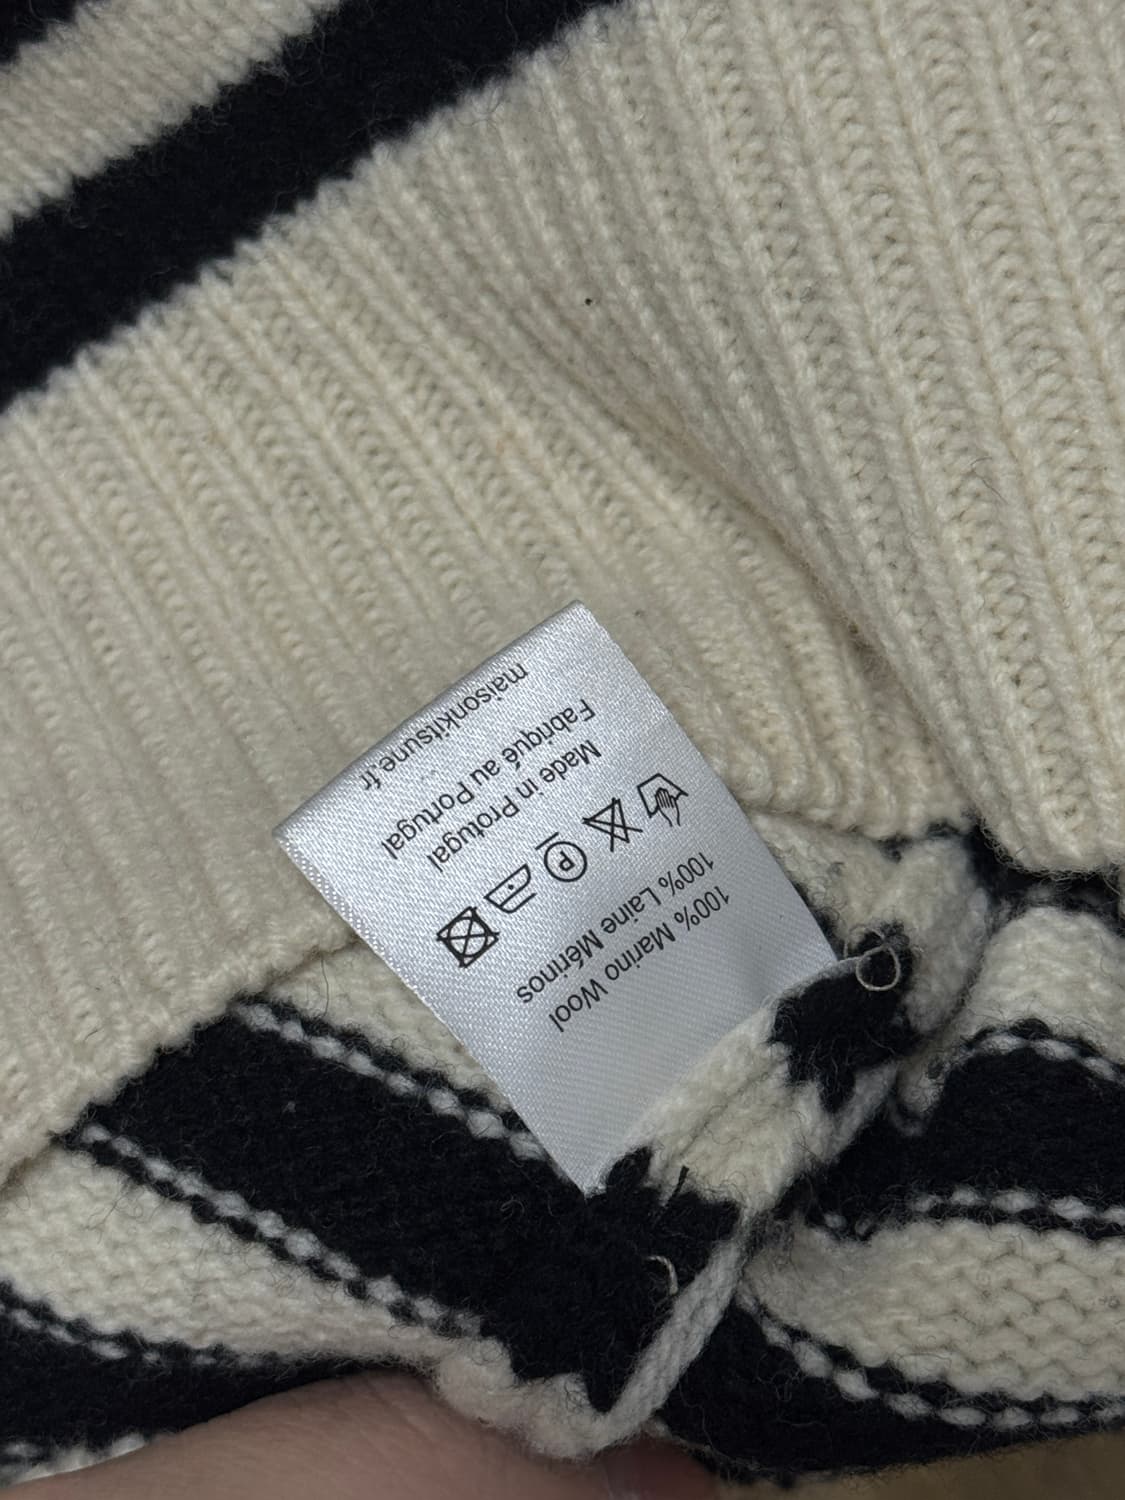 100% Marino Wool
100% Laine Mérinos
P
Made in Protugal
Fabriqué au Portugal
maisonkitsune.fr